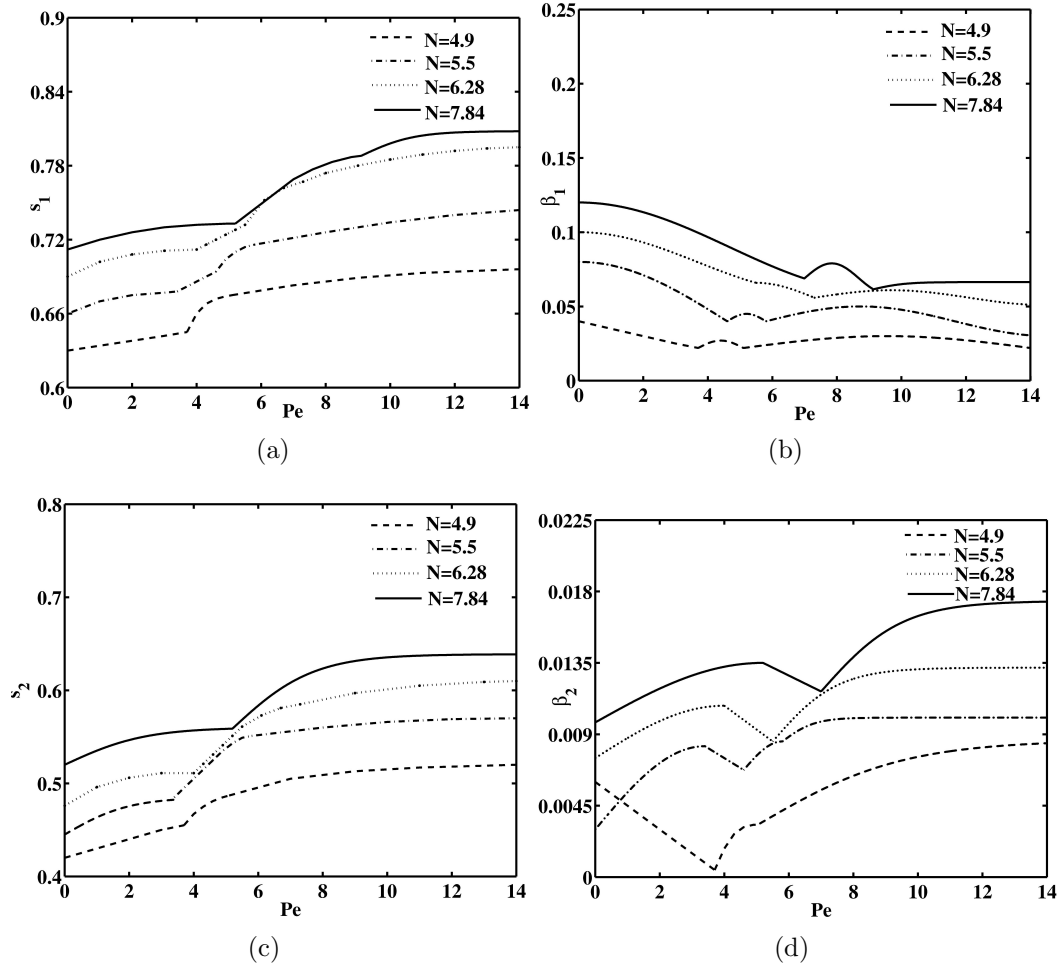 0.9
0.84
0.78
0.72
0.66
0.6
s1
0 2 4 6 8 10 12 14
Pe
N=4.9
N=5.5
N=6.28
N=7.84
(a)
0.25
0.2
0.15
0.1
0.05
0
β1
0 2 4 6 8 10 12 14
Pe
N=4.9
N=5.5
N=6.28
N=7.84
(b)
0.8
0.7
0.6
0.5
0.4
s2
0 2 4 6 8 10 12 14
Pe
N=4.9
N=5.5
N=6.28
N=7.84
(c)
0.0225
0.018
0.0135
0.009
0.0045
0
β2
0 2 4 6 8 10 12 14
Pe
N=4.9
N=5.5
N=6.28
N=7.84
(d)